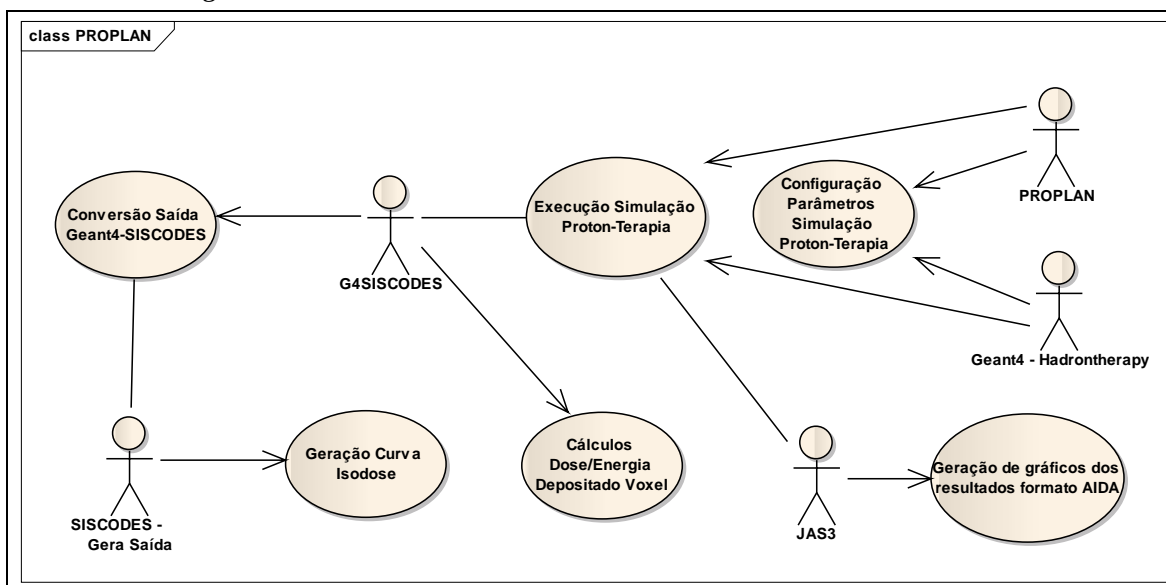 class PROPLAN
PROPLAN
Configuração
Parâmetros
Simulação
Proton-Terapia
Execução Simulação
Proton-Terapia
Conversão Saída
Geant4-SISCODES
G4SISCODES
Geant4 - Hadrontherapy
Geração Curva
Isodose
Cálculos
Dose/Energia
Depositado Voxel
Geração de gráficos dos
resultados formato AIDA
SISCODES -
Gera Saída
JAS3